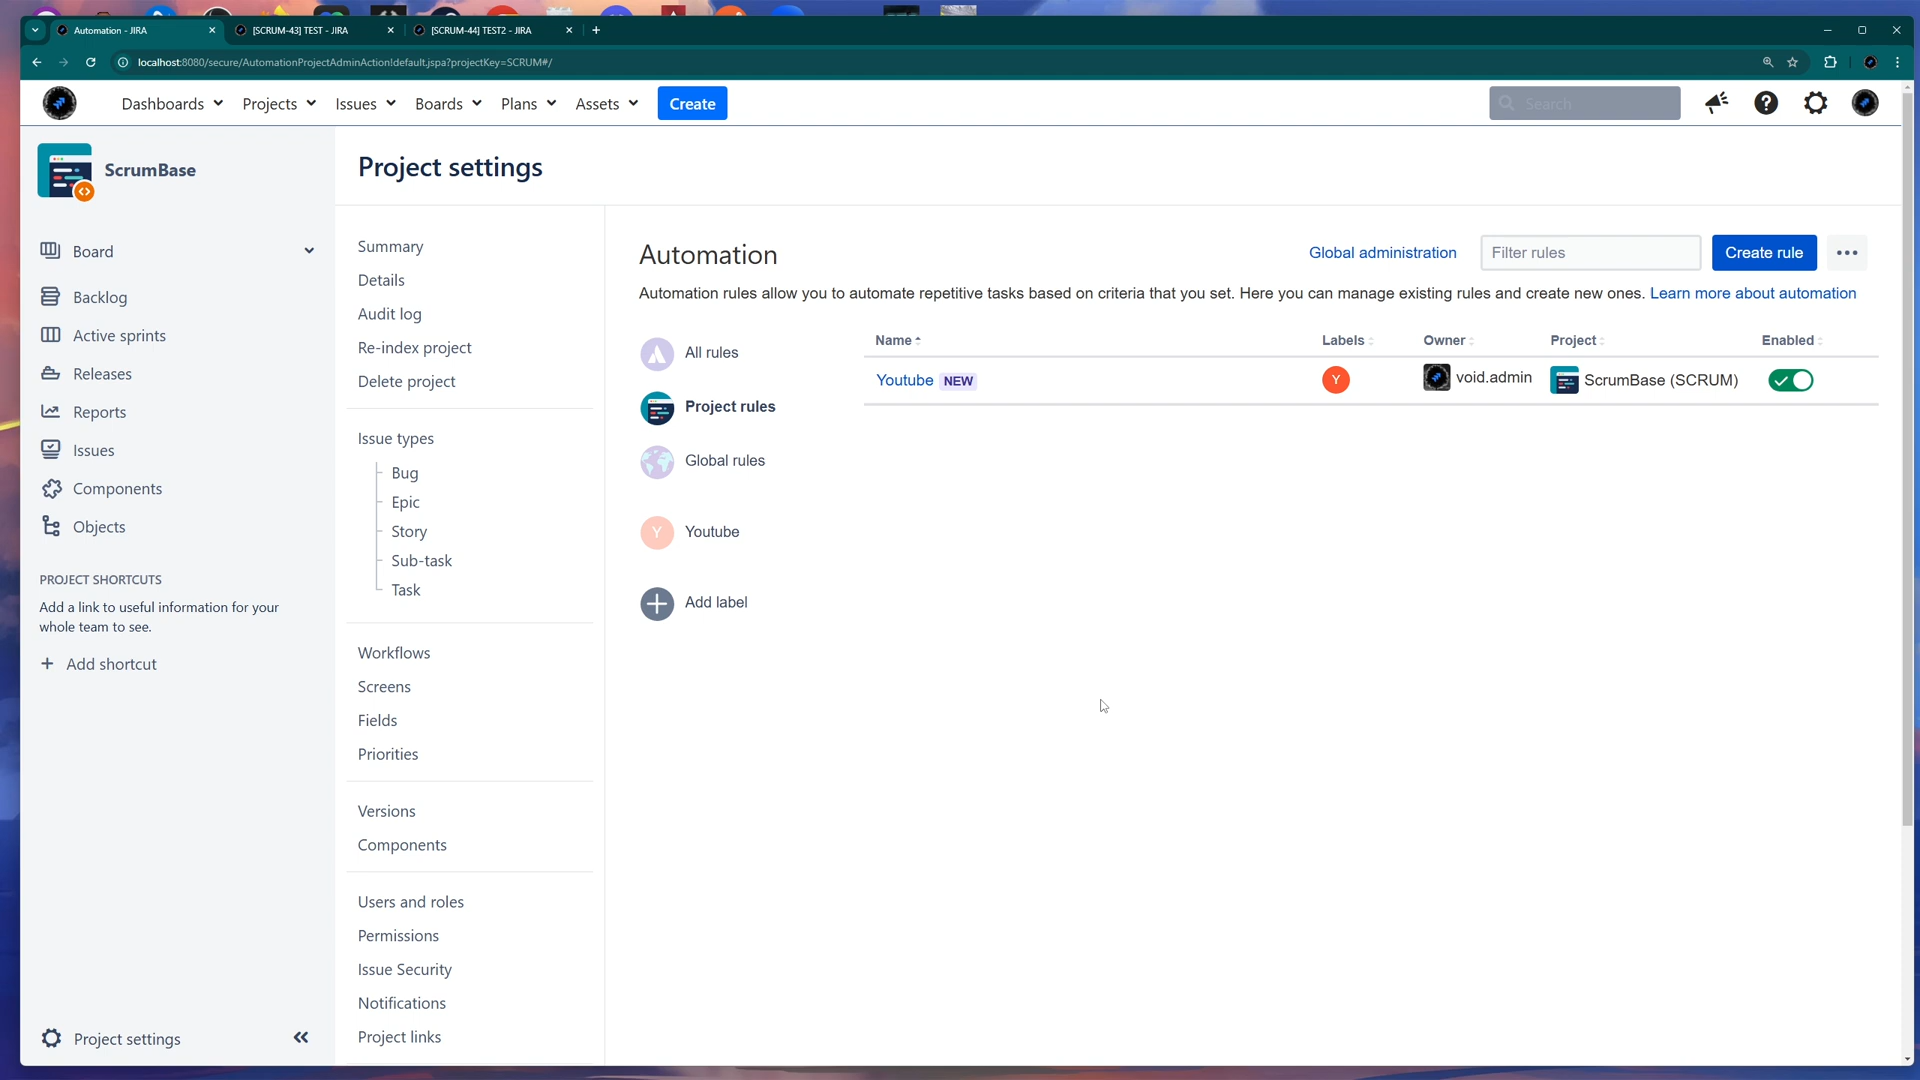 Automation - JIRA
[SCRUM-43] TEST - JIRA
[SCRUM-44] TEST2 - JIRA
localhost:8080/secure/AutomationProjectAdminAction!default.jspa?projectKey=SCRUM#/
Dashboards Projects Issues Boards Plans Assets Create Search
ScrumBase
Board
Backlog
Active sprints
Releases
Reports
Issues
Components
Objects
PROJECT SHORTCUTS
Add a link to useful information for your
whole team to see.
+ Add shortcut
Project settings
Project settings
Summary
Details
Audit log
Re-index project
Delete project
Issue types
Bug
Epic
Story
Sub-task
Task
Workflows
Screens
Fields
Priorities
Versions
Components
Users and roles
Permissions
Issue Security
Notifications
Project links
Automation
Global administration Filter rules Create rule
Automation rules allow you to automate repetitive tasks based on criteria that you set. Here you can manage existing rules and create new ones. Learn more about automation
All rules
Project rules
Global rules
Y Youtube
Add label
Name Labels Owner Project Enabled
Youtube NEW Y void.admin ScrumBase (SCRUM)